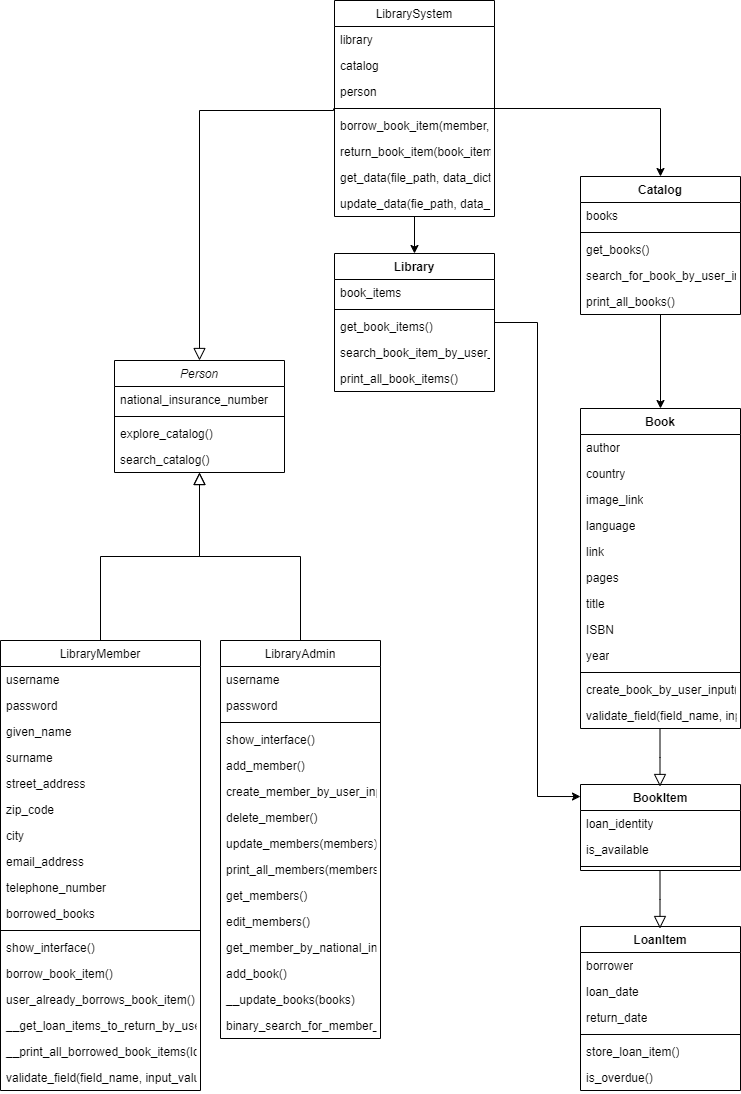 LibrarySystem
library
catalog
person
borrow_book_item(member,
return_book_item(book_item
get_data(file_path, data_dict
update_data(fie_path, data_
Catalog
books
get_books()
search_for_book_by_user_i
print_all_books()
Library
book_items
get_book_items()
search_book_item_by_user_
print_all_book_items()
Person
national_insurance_number
explore_catalog()
search_catalog()
Book
author
country
image_link
language
link
pages
title
ISBN
year
create_book_by_user_input(
validate_field(field_name, inp
LibraryMember
username
password
given_name
surname
street_address
zip_code
city
email_address
telephone_number
borrowed_books
show_interface()
borrow_book_item()
user_already_borrows_book_item()
__get_loan_items_to_return_by_use
__print_all_borrowed_book_items(lo
validate_field(field_name, input_valu
LibraryAdmin
username
password
show_interface()
add_member()
create_member_by_user_in
delete_member()
update_members(members)
print_all_members(members
get_members()
edit_members()
get_member_by_national_in
add_book()
__update_books(books)
binary_search_for_member_
BookItem
loan_identity
is_available
LoanItem
borrower
loan_date
return_date
store_loan_item()
is_overdue()